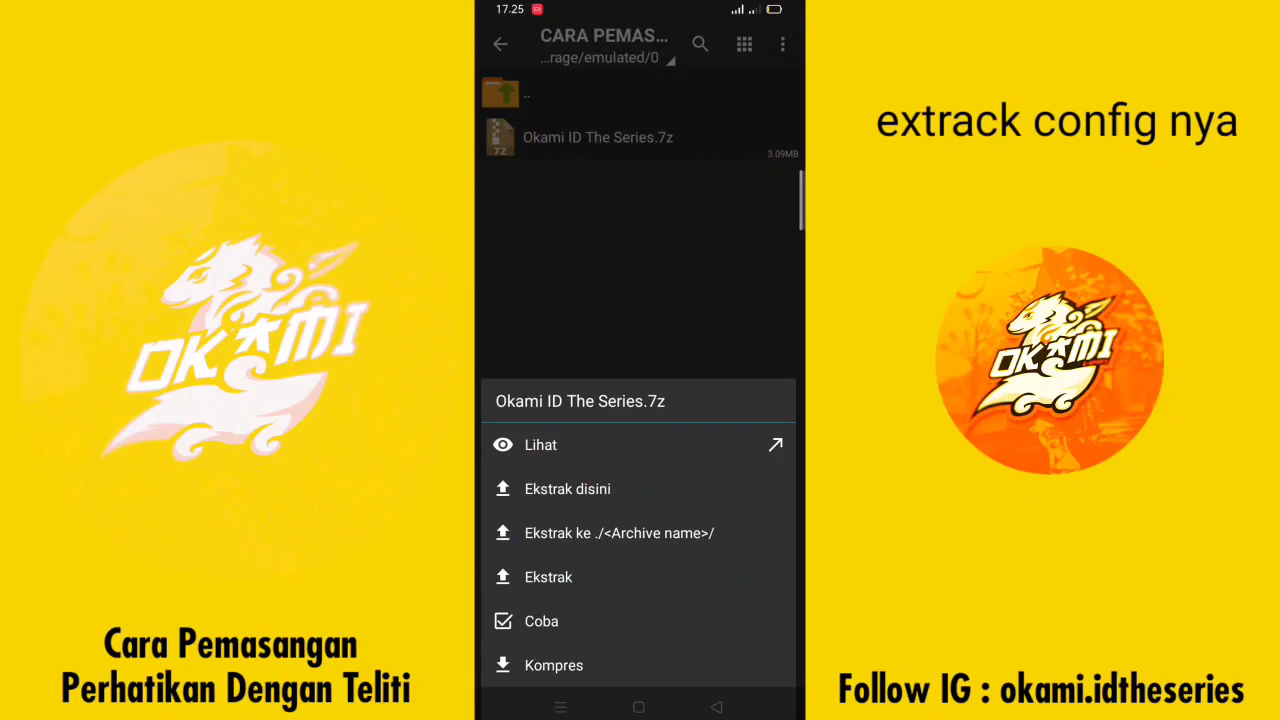 17.25
CARA PEMAS...
...rage/emulated/0
..
Okami ID The Series.7z
7Z
3.09MB
extrack config nya
OKAMI
OKAMI
Okami ID The Series.7z
Lihat
Ekstrak disini
Ekstrak ke ./<Archive name>/
Ekstrak
Coba
Kompres
Cara Pemasangan
Perhatikan Dengan Teliti
Follow IG : okami.idtheseries